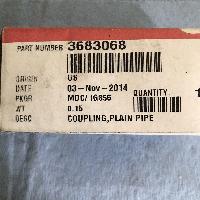 PART NUMBER 3683068
ORIGIN US
DATE 03-Nov-2014
PKGR MDC/ 16856 QUANTITY
WT 0.15
DESC COUPLING,PLAIN PIPE